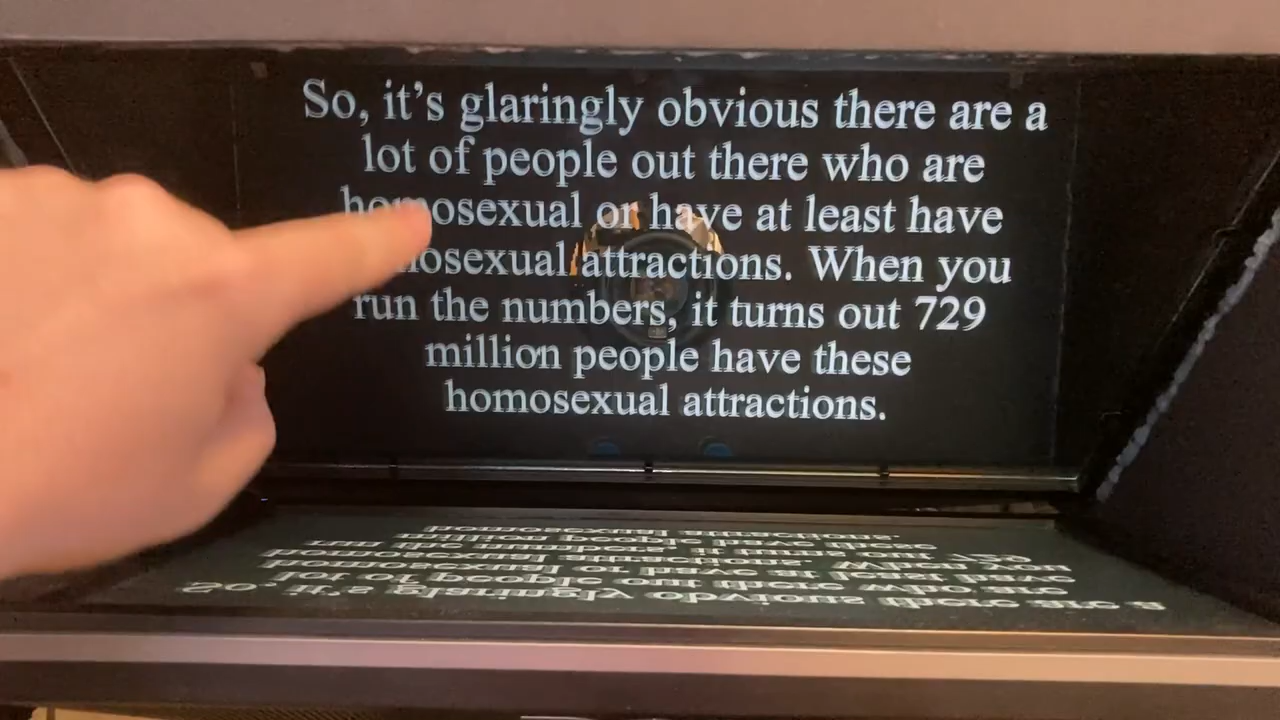 So, it's glaringly obvious there are a
lot of people out there who are
homosexual or have at least have
homosexual attractions. When you
run the numbers, it turns out 729
million people have these
homosexual attractions.